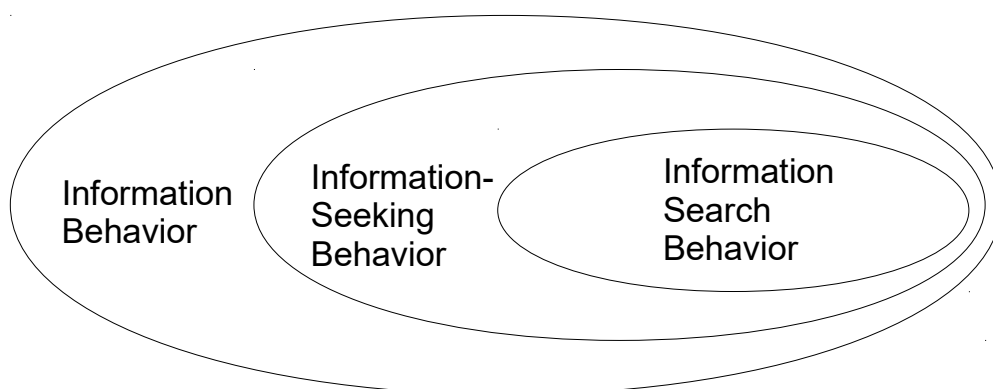 Information
Behavior
Information-
Seeking
Behavior
Information
Search
Behavior